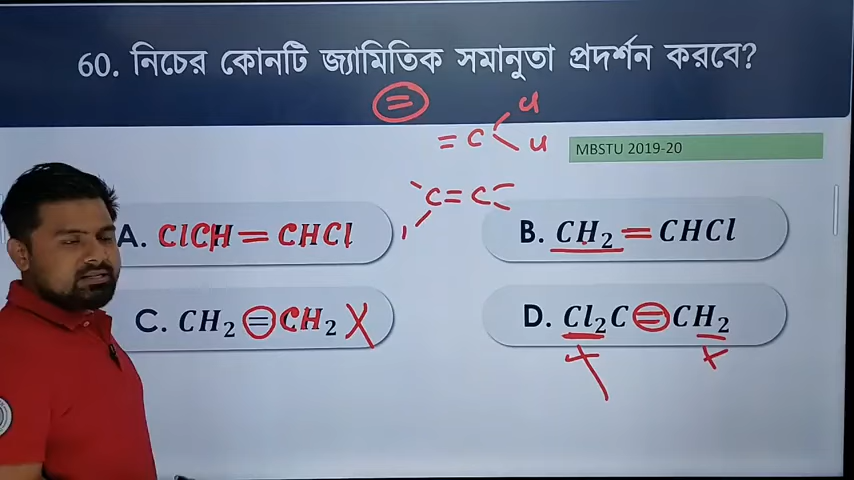 60. নিচের কোনটি জ্যামিতিক সমানুতা প্রদর্শন করবে?
=
= C
MBSTU 2019-20
C = C
A. ClCH = CHCl
B. CH₂ = CHCl
C. CH₂ = CH₂ X
D. Cl₂C = CH₂